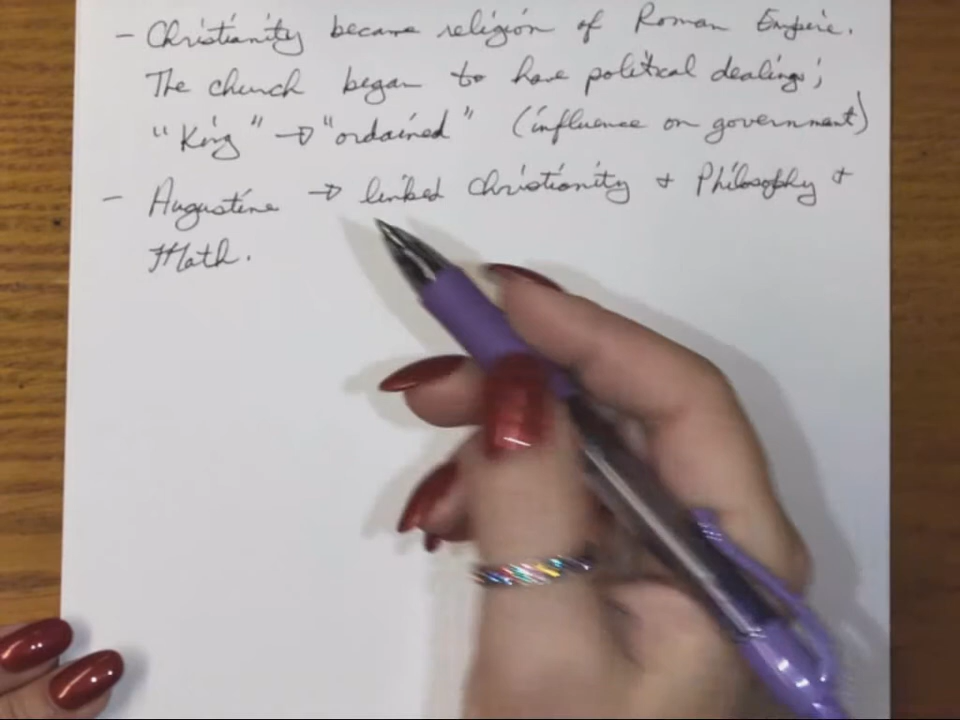 - Christianity became religion of Roman Empire.
The church began to have political dealings;
"King" → "ordained" (influence on government)
- Augustine → linked Christianity + Philosophy +
Math.